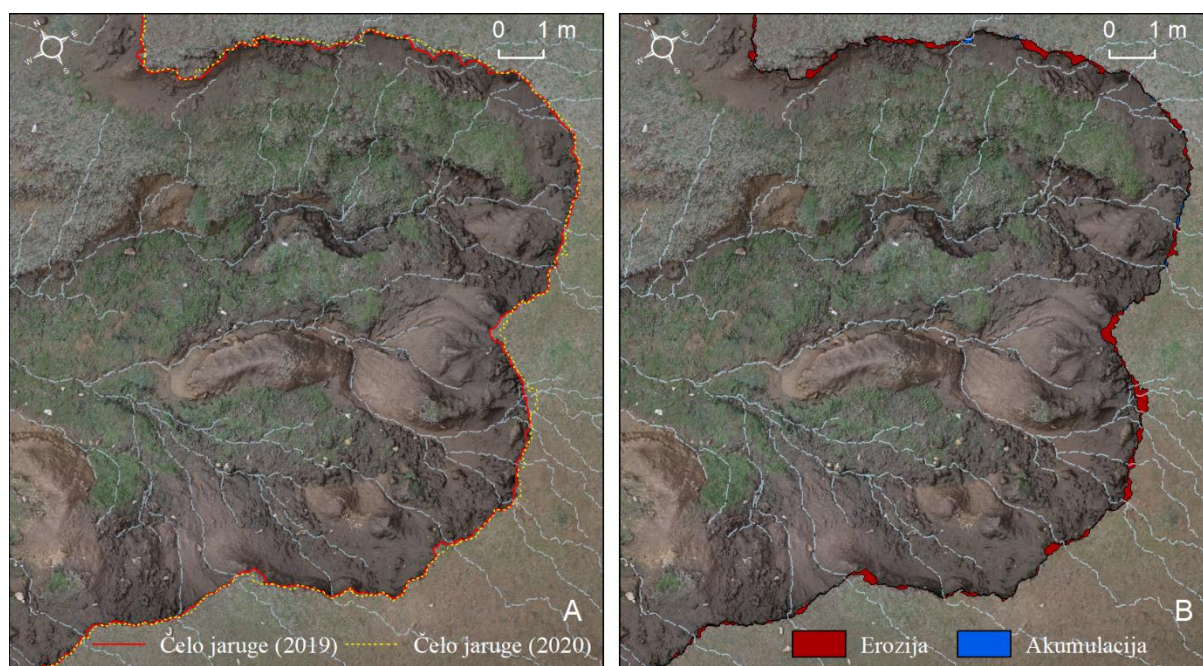 N
E
W
S
0 1 m
A
Čelo jaruge (2019) Čelo jaruge (2020)
N
E
W
S
0 1 m
B
Erozija Akumulacija